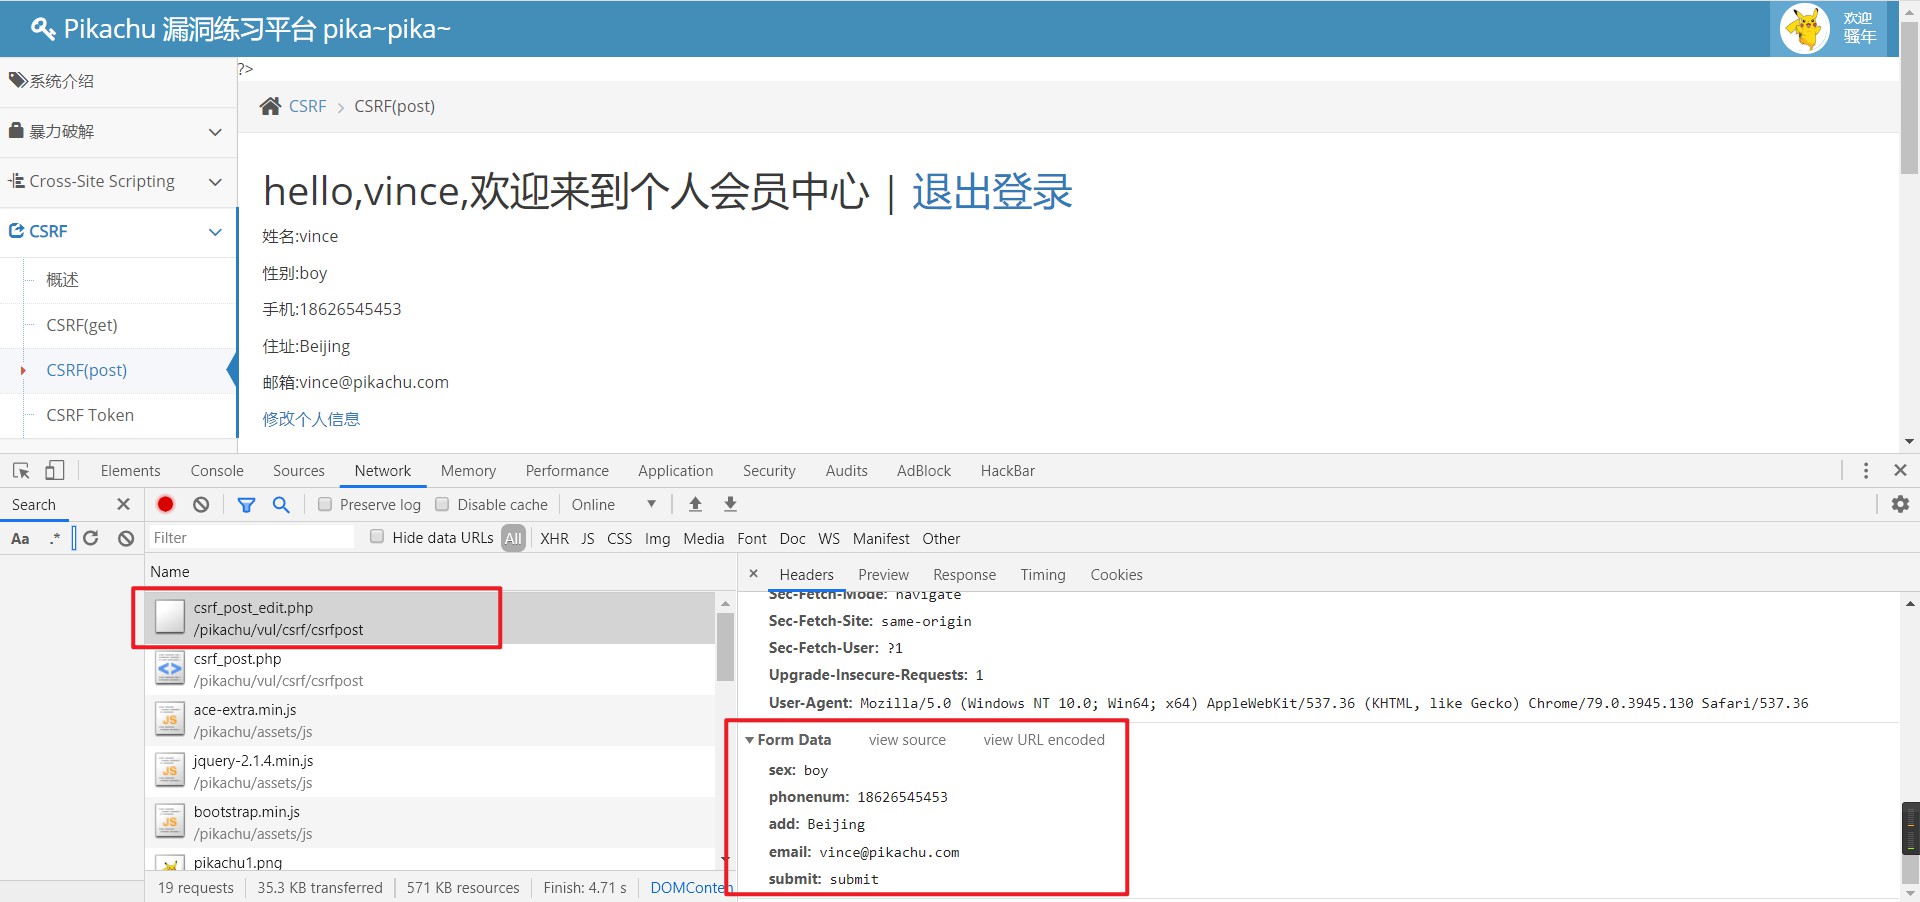 Pikachu 漏洞练习平台 pika~pika~
欢迎
骚年
系统介绍
暴力破解
Cross-Site Scripting
CSRF
概述
CSRF(get)
CSRF(post)
CSRF Token
?>
CSRF > CSRF(post)
hello,vince,欢迎来到个人会员中心 | 退出登录
姓名:vince
性别:boy
手机:18626545453
住址:Beijing
邮箱:vince@pikachu.com
修改个人信息
Elements Console Sources Network Memory Performance Application Security Audits AdBlock HackBar
Search
Preserve log Disable cache Online
Aa .*
Filter
Hide data URLs All XHR JS CSS Img Media Font Doc WS Manifest Other
Name
csrf_post_edit.php
/pikachu/vul/csrf/csrfpost
csrf_post.php
/pikachu/vul/csrf/csrfpost
ace-extra.min.js
/pikachu/assets/js
jquery-2.1.4.min.js
/pikachu/assets/js
bootstrap.min.js
/pikachu/assets/js
pikachu1.png
19 requests 35.3 KB transferred 571 KB resources Finish: 4.71 s DOMConten
Headers Preview Response Timing Cookies
Sec-Fetch-Mode: navigate
Sec-Fetch-Site: same-origin
Sec-Fetch-User: ?1
Upgrade-Insecure-Requests: 1
User-Agent: Mozilla/5.0 (Windows NT 10.0; Win64; x64) AppleWebKit/537.36 (KHTML, like Gecko) Chrome/79.0.3945.130 Safari/537.36
Form Data view source view URL encoded
sex: boy
phonenum: 18626545453
add: Beijing
email: vince@pikachu.com
submit: submit